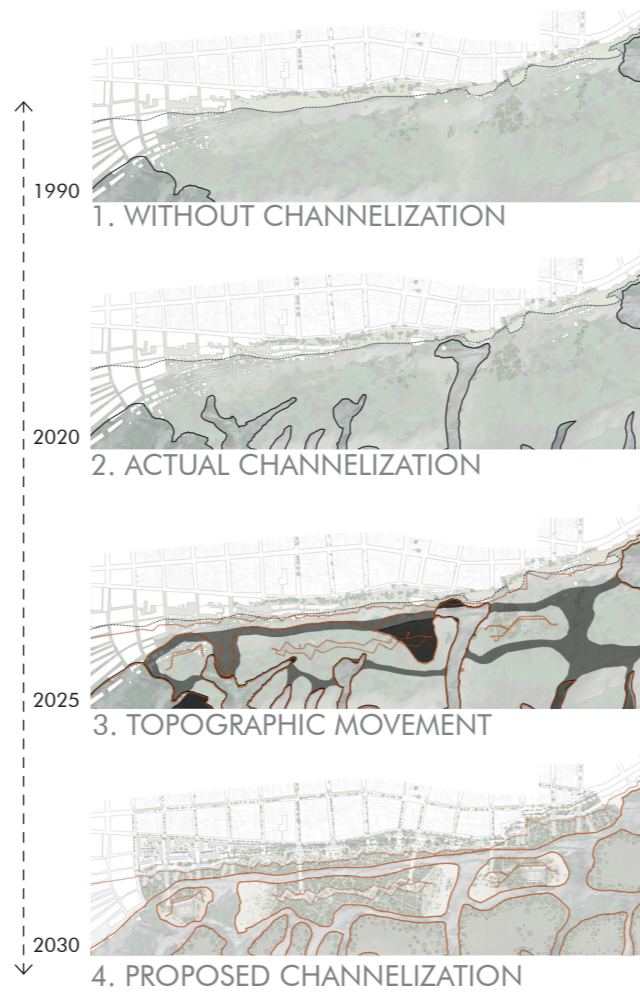 1990
1. WITHOUT CHANNELIZATION
2020
2. ACTUAL CHANNELIZATION
2025
3. TOPOGRAPHIC MOVEMENT
2030
4. PROPOSED CHANNELIZATION